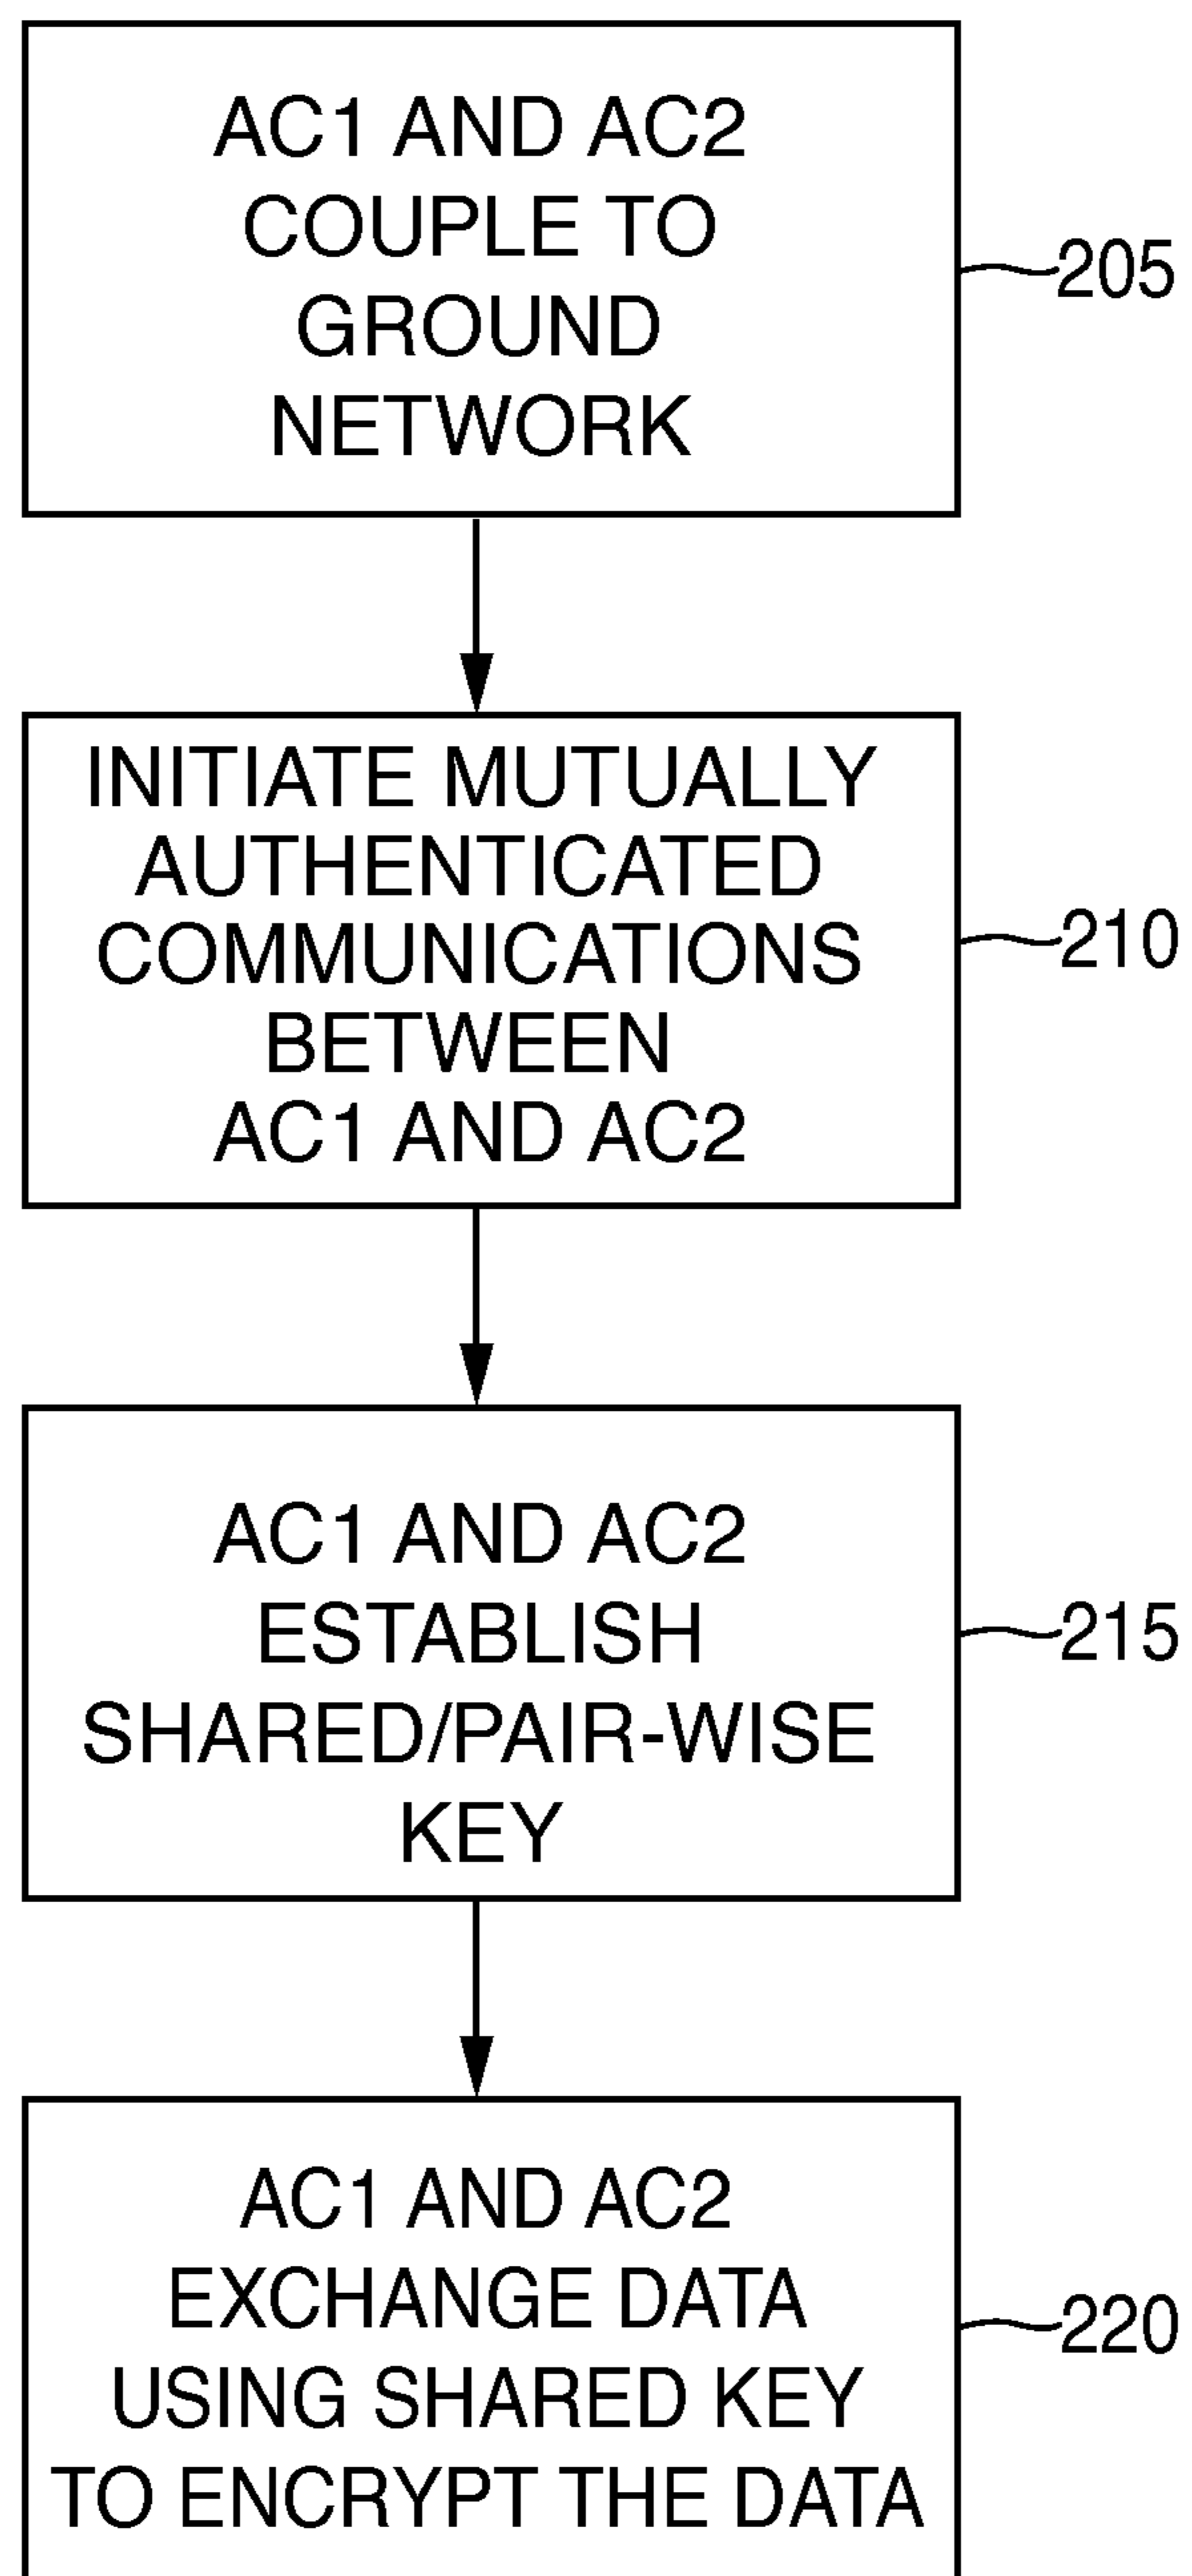 AC1 AND AC2
COUPLE TO
GROUND
NETWORK
205
INITIATE MUTUALLY
AUTHENTICATED
COMMUNICATIONS
BETWEEN
AC1 AND AC2
210
AC1 AND AC2
ESTABLISH
SHARED/PAIR-WISE
KEY
215
AC1 AND AC2
EXCHANGE DATA
USING SHARED KEY
TO ENCRYPT THE DATA
220